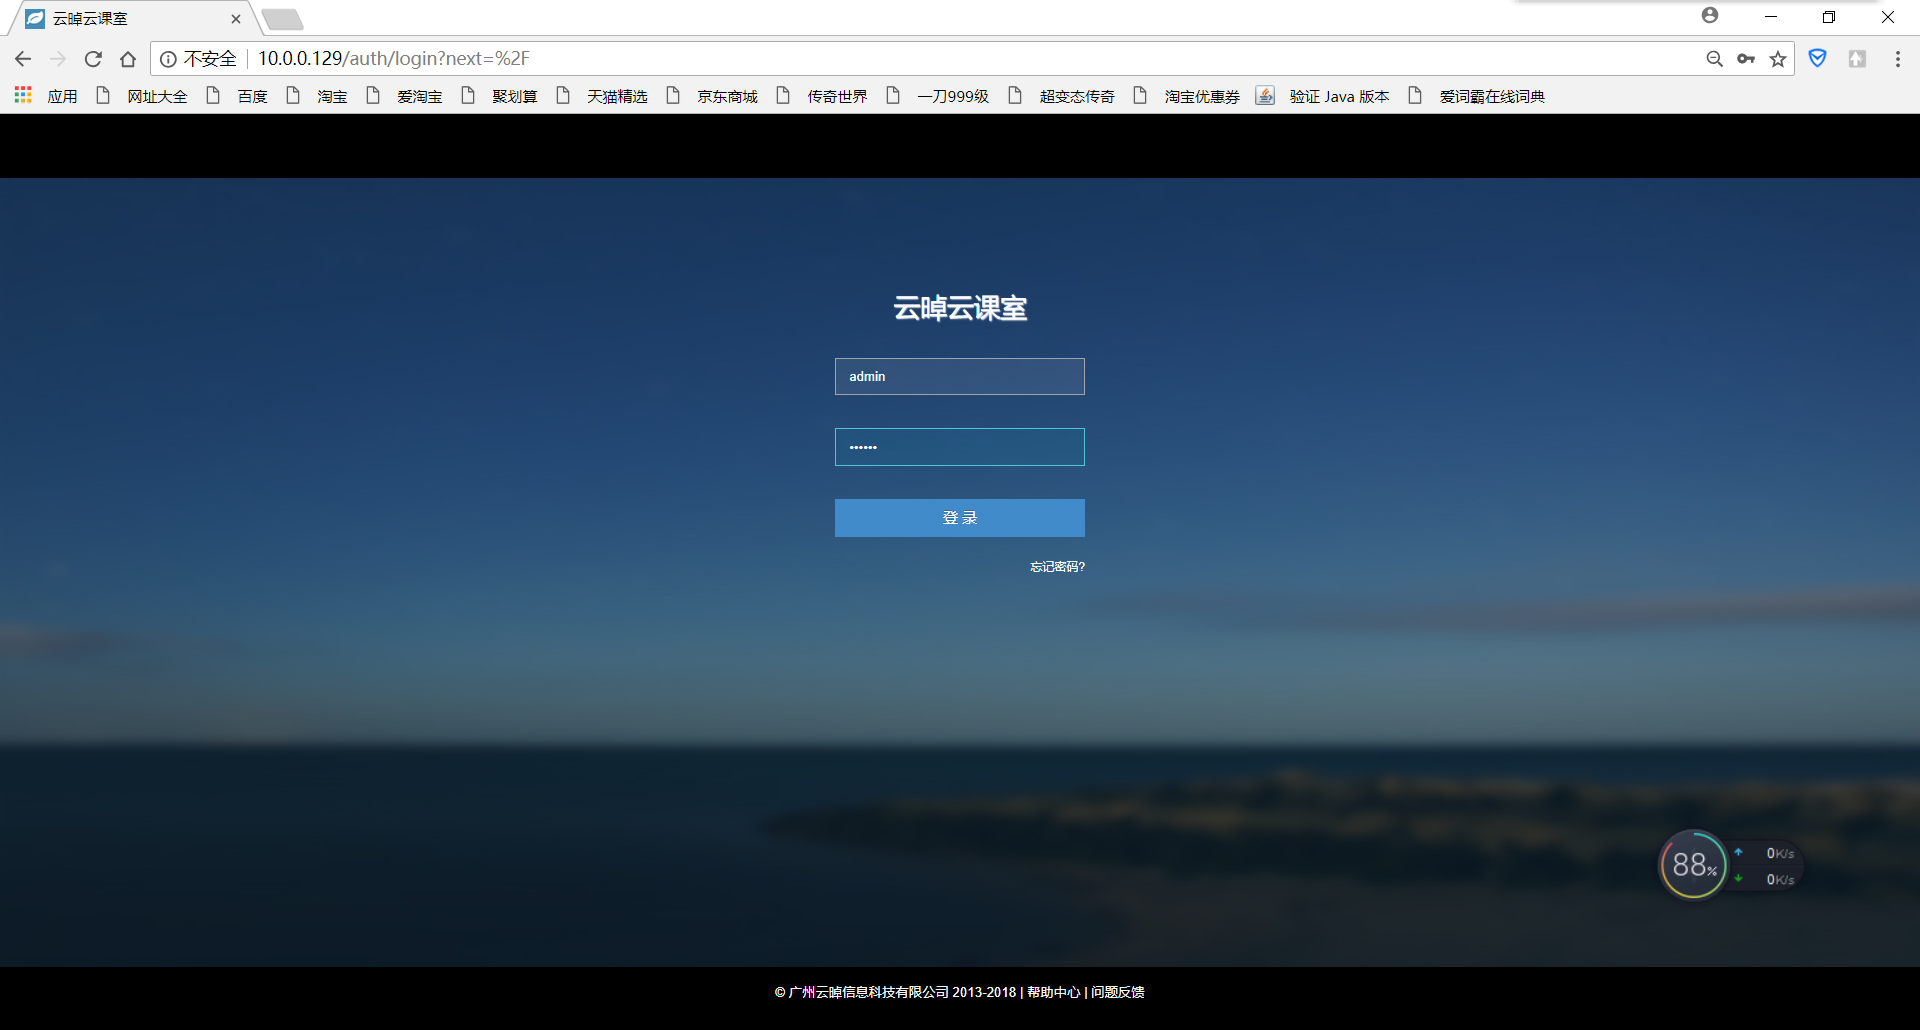 云晫云课室
不安全 10.0.0.129/auth/login?next=%2F
应用 网址大全 百度 淘宝 爱淘宝 聚划算 天猫精选 京东商城 传奇世界 一刀999级 超变态传奇 淘宝优惠券 验证 Java 版本 爱词霸在线词典
云晫云课室
admin
••••••
登 录
忘记密码?
88%
0K/s
0K/s
© 广州云晫信息科技有限公司 2013-2018 | 帮助中心 | 问题反馈